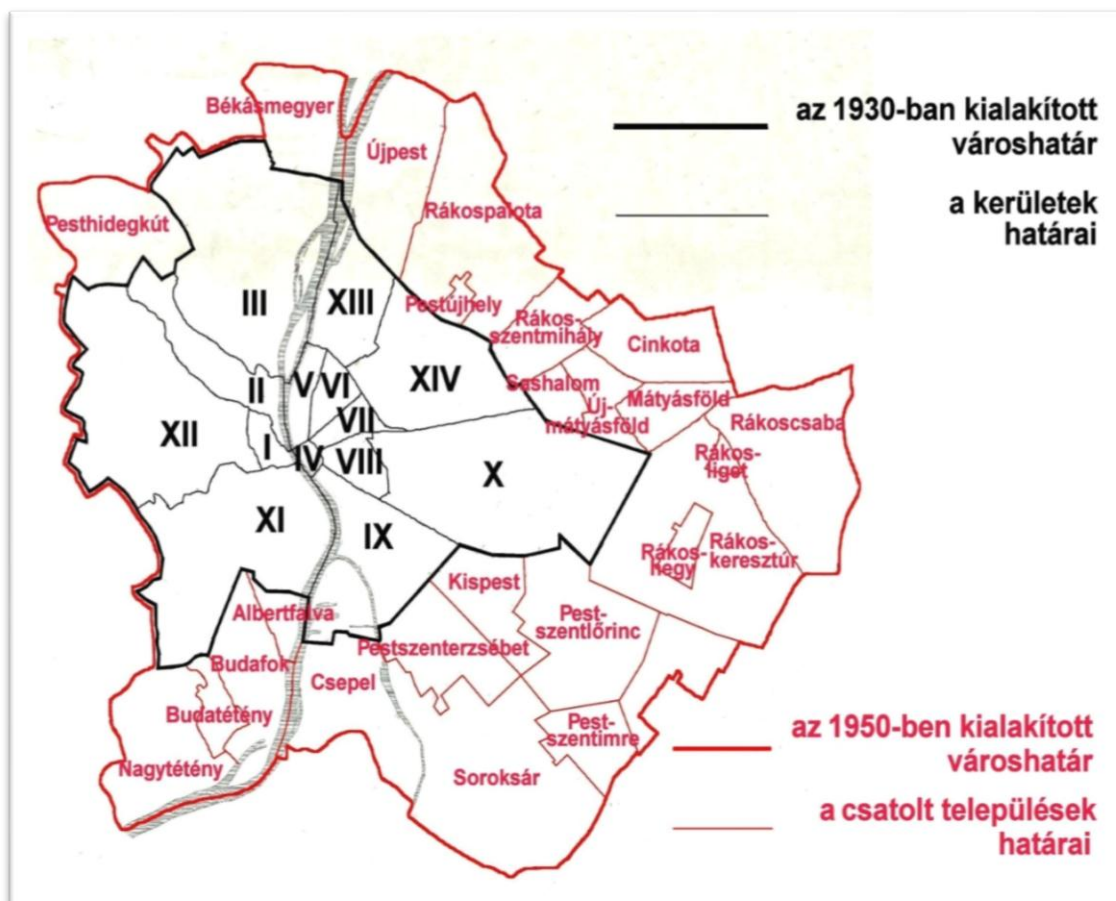 Békásmegyer
az 1930-ban kialakított
városhatár
Újpest
a kerületek
határai
Rákospalota
Pesthidegkút
III
XIII
Pestújhely
Rákos-
szentmihály
Cinkota
II
V
VI
XIV
Sashalom
Új-
mátyásföld
Mátyásföld
Rákoscsaba
XII
VII
I
IV
VIII
X
Rákos-
liget
XI
IX
Rákos-
hegy
Rákos-
keresztúr
Kispest
Albertfalva
Pest-
szentlőrinc
Pestszenterzsébet
Budafok
Csepel
Budatétény
Pest-
szentimre
az 1950-ben kialakított
városhatár
Nagytétény
Soroksár
a csatolt települések
határai